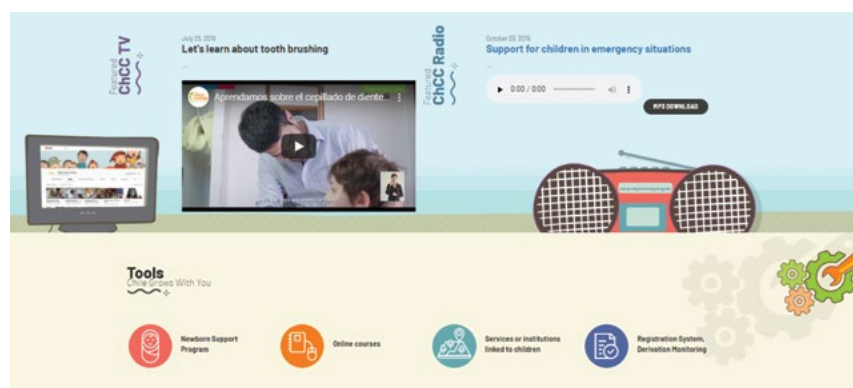 Featured
ChCC TV
July 25, 2019
Let's learn about tooth brushing
...
Aprendamos sobre el cepillado de diente...
Featured
ChCC Radio
October 29, 2019
Support for children in emergency situations
...
0:00 / 0:00
MP3 DOWNLOAD
Tools
Chile Grows With You
Newborn Support
Program
Online courses
Services or institutions
linked to children
Registration System,
Derivation Monitoring